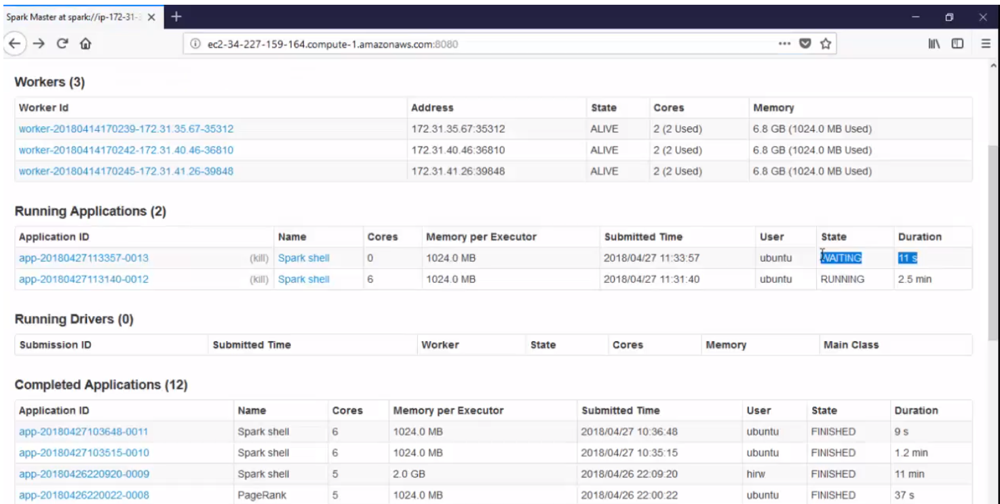 Spark Master at spark://ip-172-31-
ec2-34-227-159-164.compute-1.amazonaws.com:8080
Workers (3)
Worker Id Address State Cores Memory
worker-20180414170239-172.31.35.67-35312 172.31.35.67:35312 ALIVE 2 (2 Used) 6.8 GB (1024.0 MB Used)
worker-20180414170242-172.31.40.46-36810 172.31.40.46:36810 ALIVE 2 (2 Used) 6.8 GB (1024.0 MB Used)
worker-20180414170245-172.31.41.26-39848 172.31.41.26:39848 ALIVE 2 (2 Used) 6.8 GB (1024.0 MB Used)
Running Applications (2)
Application ID Name Cores Memory per Executor Submitted Time User State Duration
app-20180427113357-0013 (kill) Spark shell 0 1024.0 MB 2018/04/27 11:33:57 ubuntu WAITING 11 s
app-20180427113140-0012 (kill) Spark shell 6 1024.0 MB 2018/04/27 11:31:40 ubuntu RUNNING 2.5 min
Running Drivers (0)
Submission ID Submitted Time Worker State Cores Memory Main Class
Completed Applications (12)
Application ID Name Cores Memory per Executor Submitted Time User State Duration
app-20180427103648-0011 Spark shell 6 1024.0 MB 2018/04/27 10:36:48 ubuntu FINISHED 9 s
app-20180427103515-0010 Spark shell 6 1024.0 MB 2018/04/27 10:35:15 ubuntu FINISHED 1.2 min
app-20180426220920-0009 Spark shell 5 2.0 GB 2018/04/26 22:09:20 hirw FINISHED 11 min
app-20180426220022-0008 PageRank 5 1024.0 MB 2018/04/26 22:00:22 ubuntu FINISHED 37 s